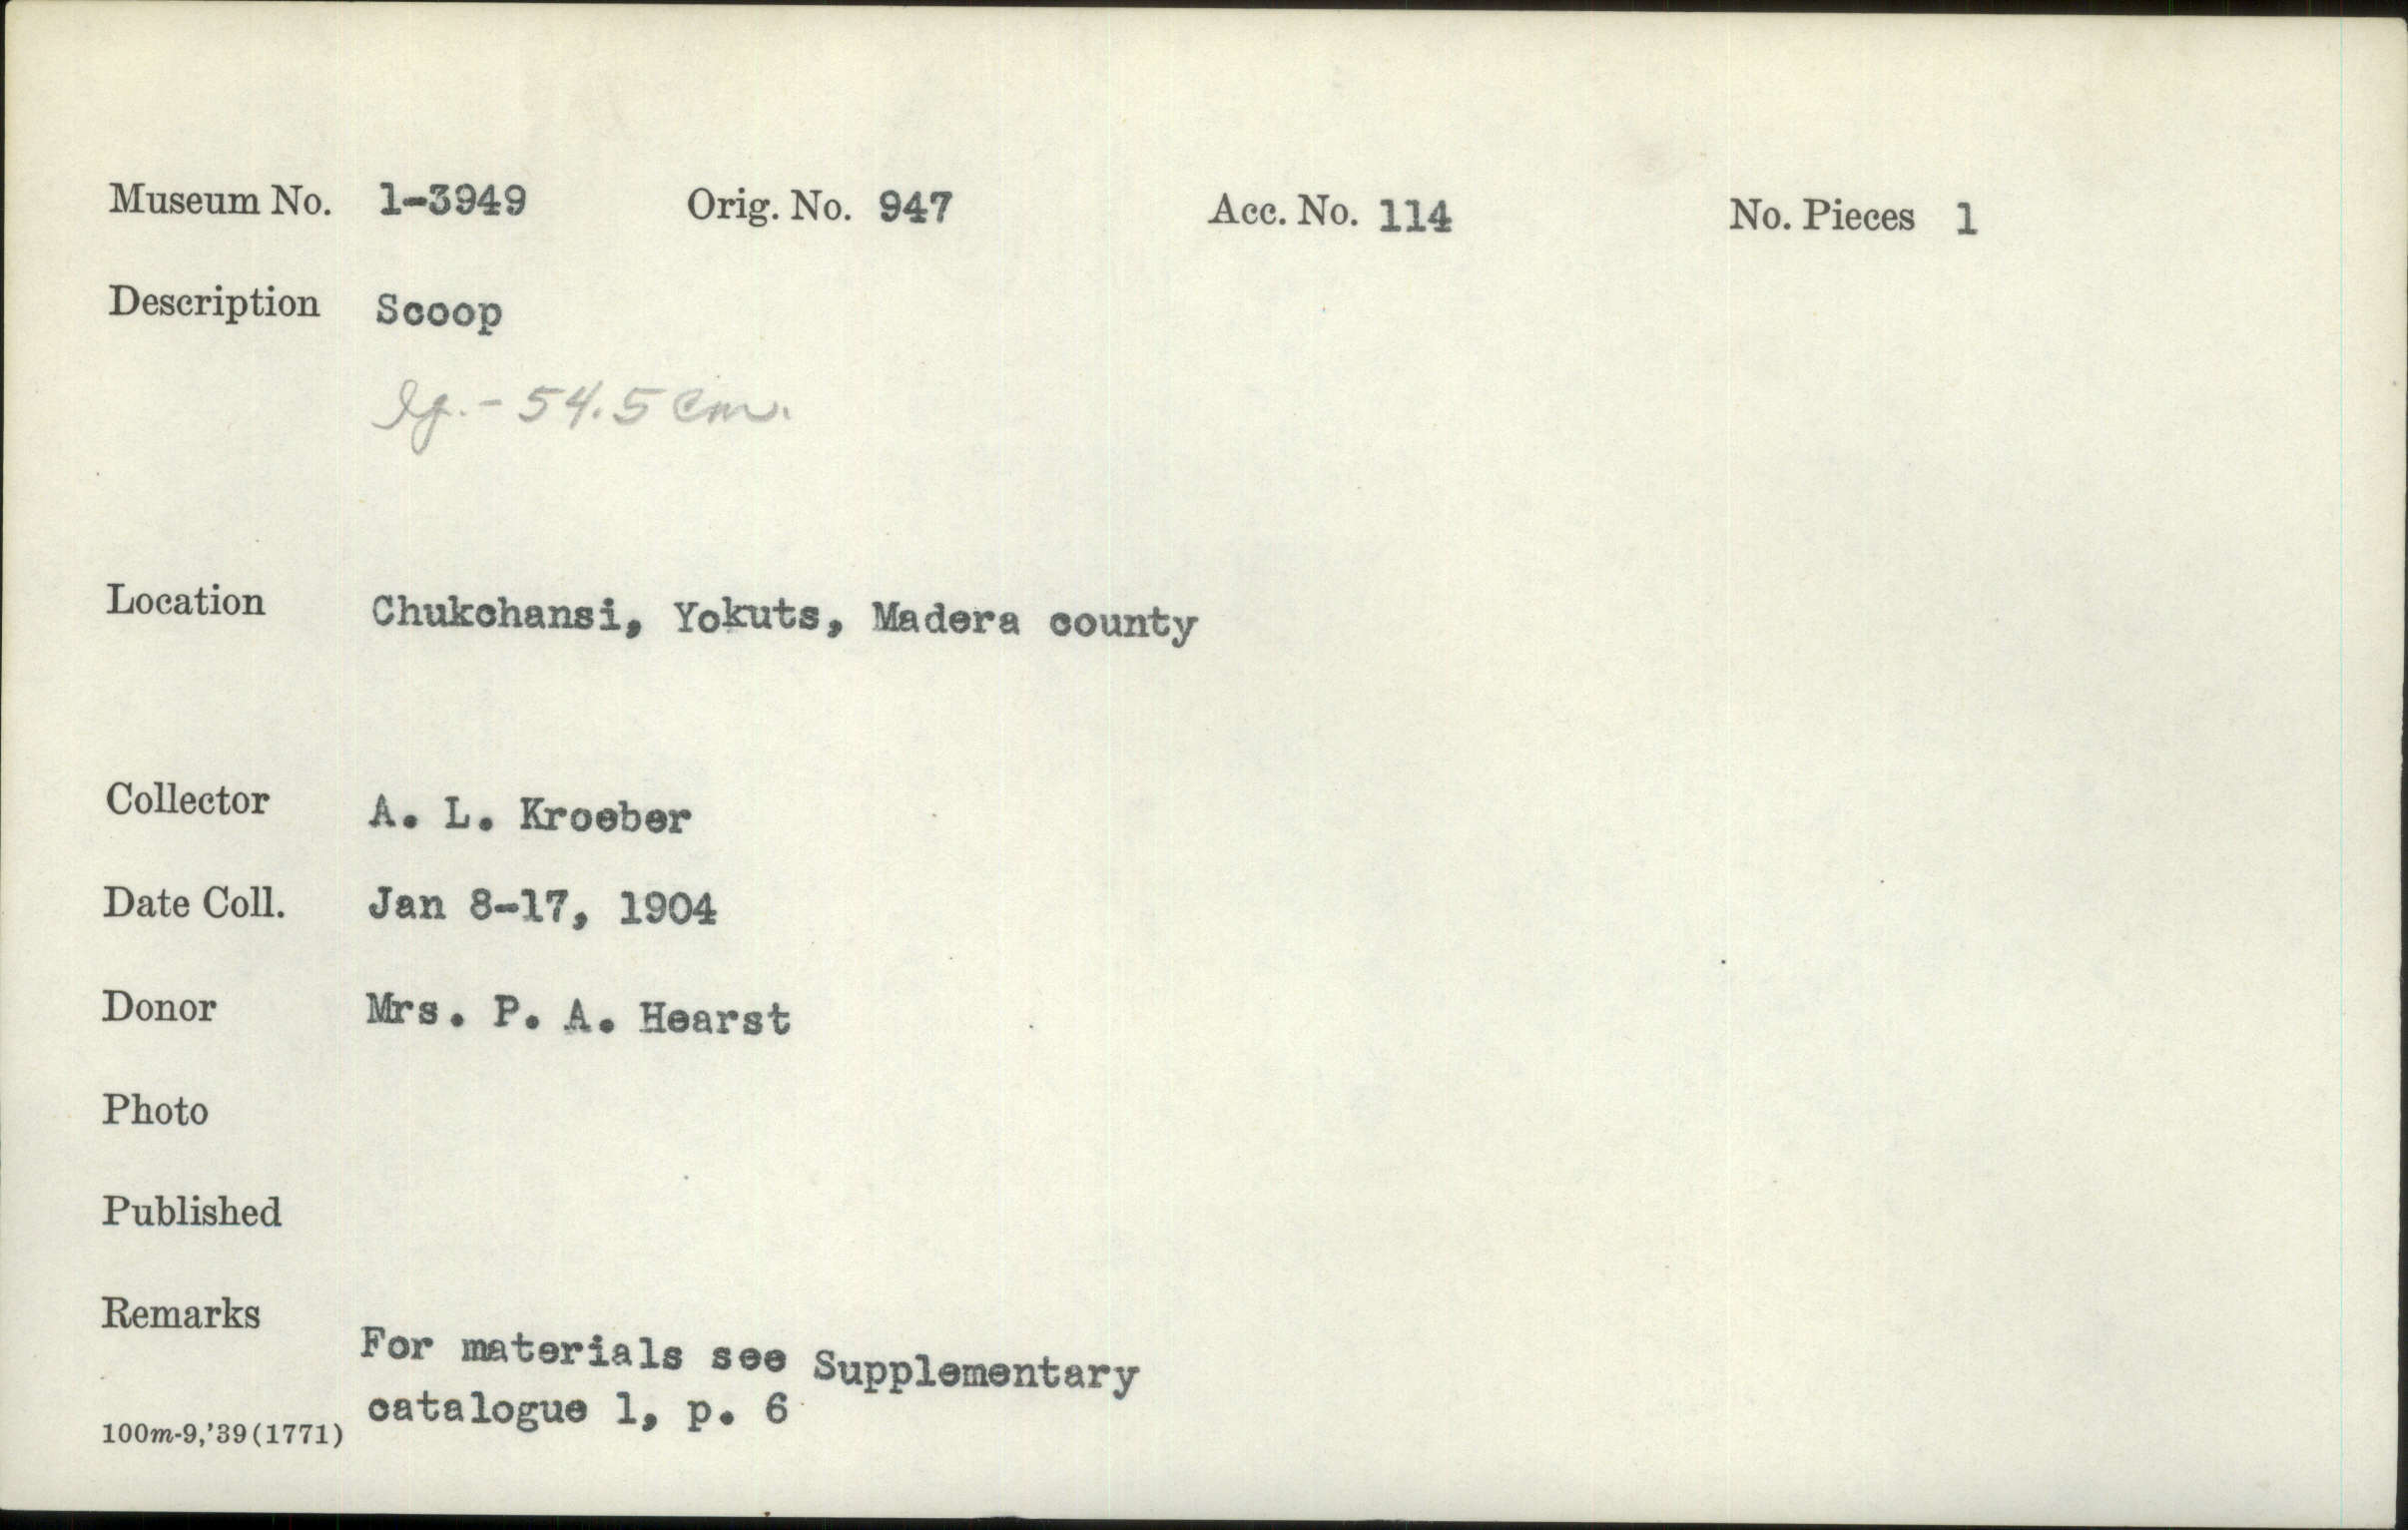 Museum No. 1-3949 Orig. No. 947 Acc. No. 114 No. Pieces 1
Description Scoop
lg. - 54.5 cm.
Location Chukchansi, Yokuts, Madera county
Collector A. L. Kroeber
Date Coll. Jan 8-17, 1904
Donor Mrs. P. A. Hearst
Photo
Published
Remarks
For materials see Supplementary
catalogue 1, p. 6
100m-9,'39(1771)